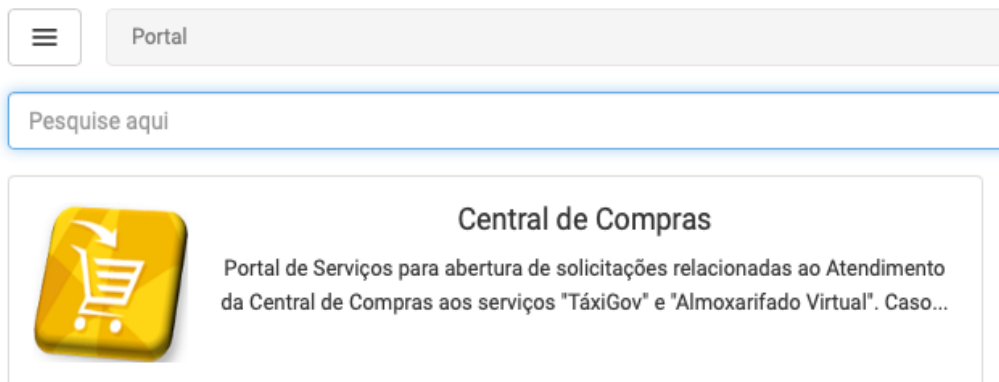 Portal
Pesquise aqui
Central de Compras
Portal de Serviços para abertura de solicitações relacionadas ao Atendimento
da Central de Compras aos serviços "TáxiGov" e "Almoxarifado Virtual". Caso...